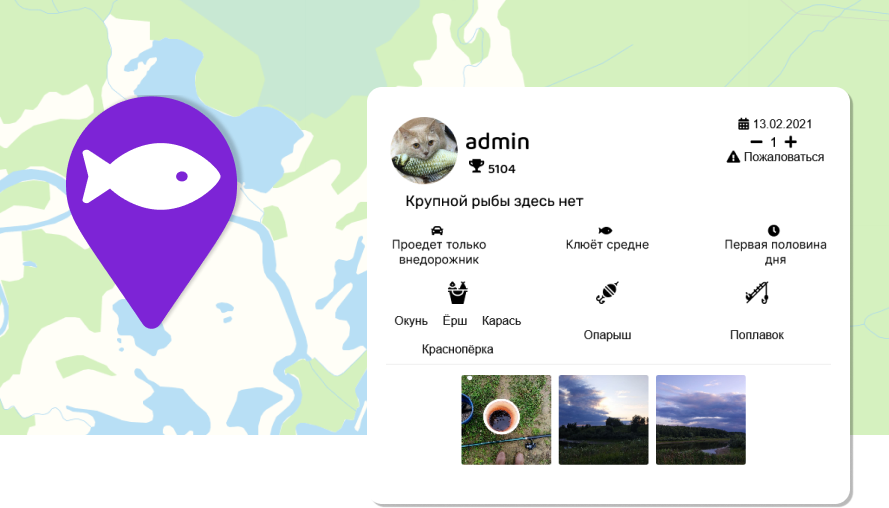 admin
5104
13.02.2021
1
Пожаловаться
Крупной рыбы здесь нет
Проедет только
внедорожник
Клюёт средне
Первая половина
дня
Окунь Ёрш Карась
Краснопёрка
Опарыш
Поплавок